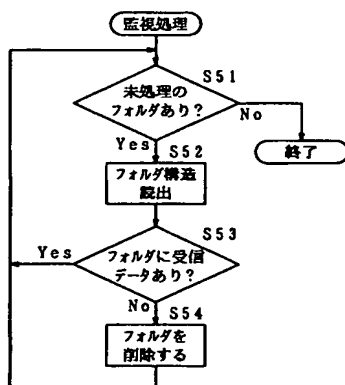 監視処理
S51
未処理の
フォルダあり?
No
Yes
S52
終了
フォルダ構造
読出
S53
Yes
フォルダに受信
データあり?
No
S54
フォルダを
削除する